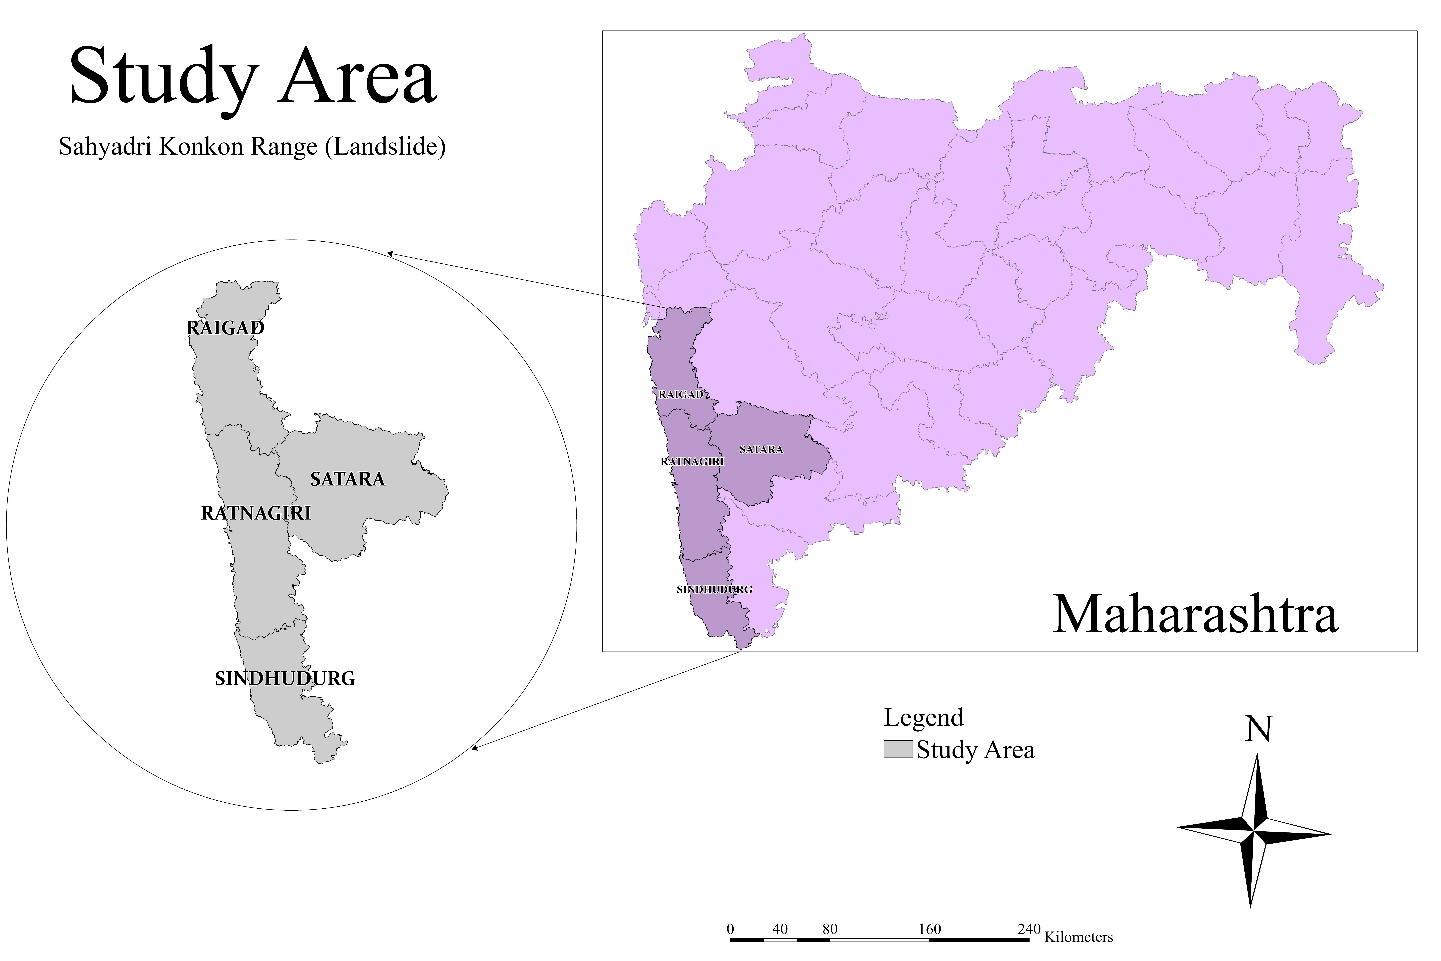 Study Area
Sahyadri Konkon Range (Landslide)
RAIGAD
SATARA
RATNAGIRI
SINDHUDURG
RAIGAD
SATARA
RATNAGIRI
SINDHUDURG
Maharashtra
Legend
Study Area
N
0 40 80 160 240 Kilometers